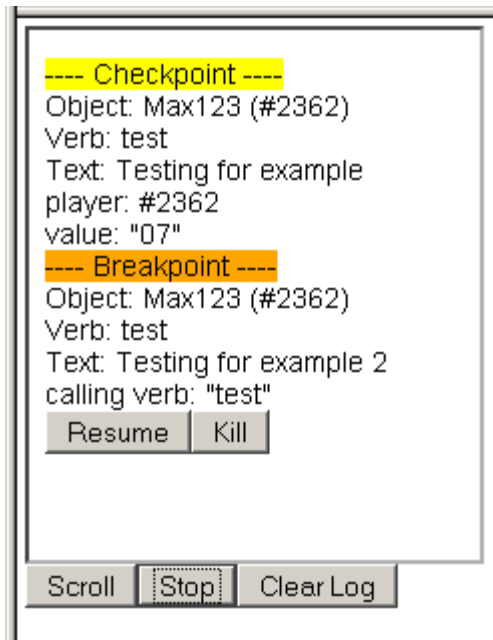 ---- Checkpoint ----
Object: Max123 (#2362)
Verb: test
Text: Testing for example
player: #2362
value: "07"
---- Breakpoint ----
Object: Max123 (#2362)
Verb: test
Text: Testing for example 2
calling verb: "test"
Resume Kill
Scroll Stop Clear Log